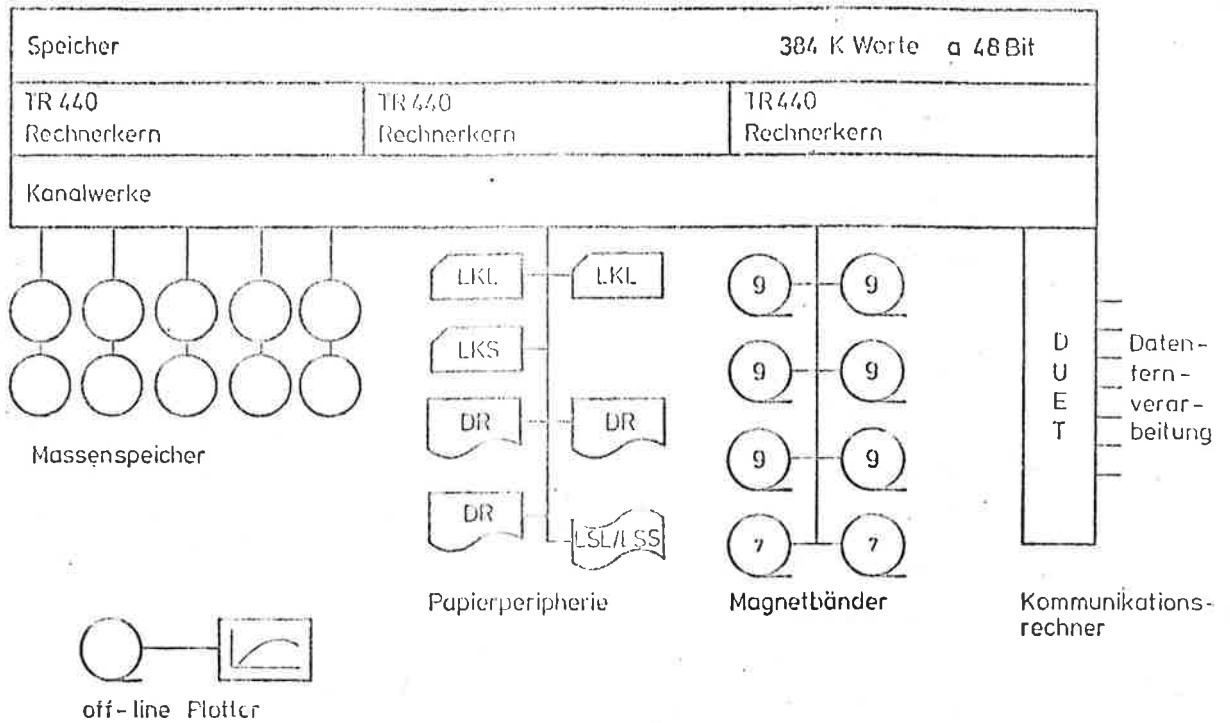 Speicher 384 K Worte a 48 Bit
TR 440 TR 440 TR 440
Rechnerkern Rechnerkern Rechnerkern
Kanalwerke
LKL LKL
LKS
DR DR
DR LSL/LSS
9 9
9 9
9 9
7 7
D
U
E
T
Daten-
fern-
verar-
beitung
Massenspeicher
Papierperipherie
Magnetbänder
Kommunikations-
rechner
off-line Plotter